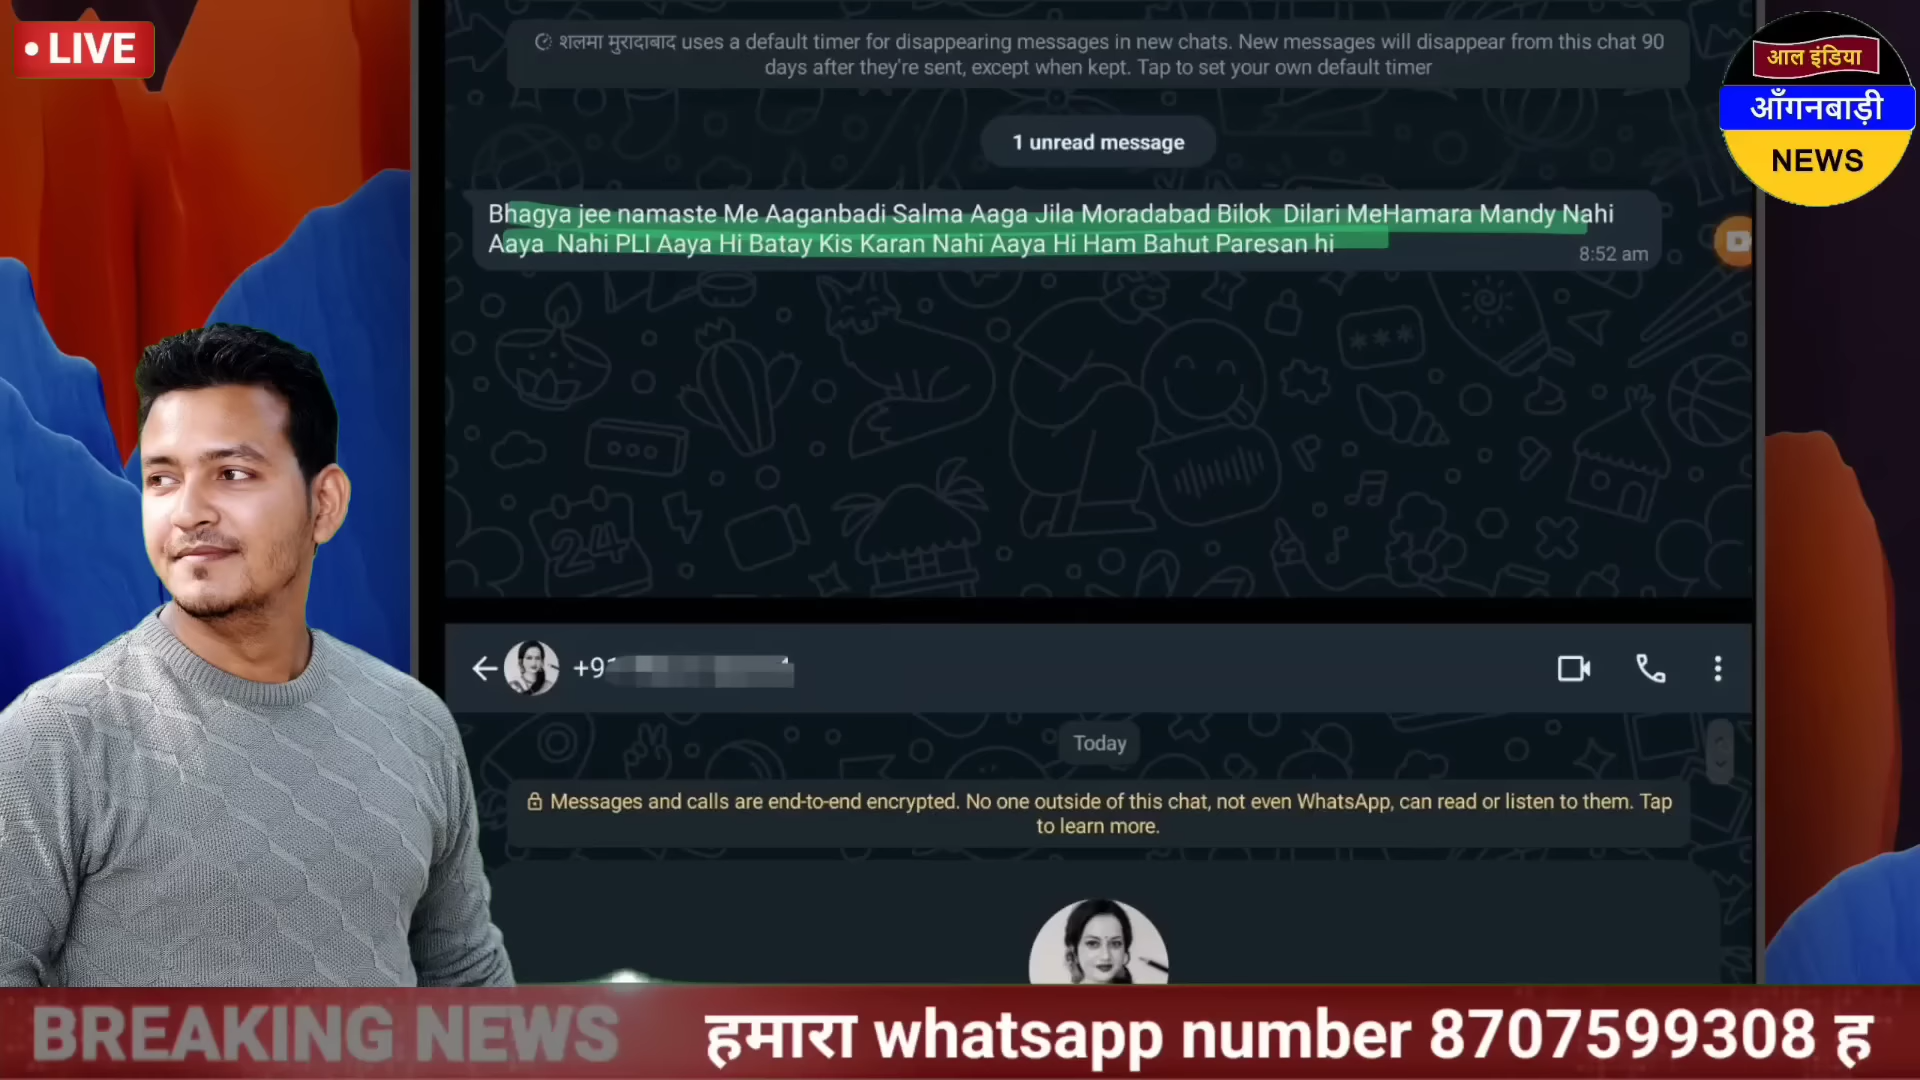 • LIVE
शलमा मुरादाबाद uses a default timer for disappearing messages in new chats. New messages will disappear from this chat 90
days after they're sent, except when kept. Tap to set your own default timer
आल इंडिया
आँगनबाड़ी
NEWS
1 unread message
Bhagya jee namaste Me Aaganbadi Salma Aaga Jila Moradabad Bilok Dilari MeHamara Mandy Nahi
Aaya Nahi PLI Aaya Hi Batay Kis Karan Nahi Aaya Hi Ham Bahut Paresan hi
8:52 am
24
+91
Today
Messages and calls are end-to-end encrypted. No one outside of this chat, not even WhatsApp, can read or listen to them. Tap
to learn more.
BREAKING NEWS
हमारा whatsapp number 8707599308 ह